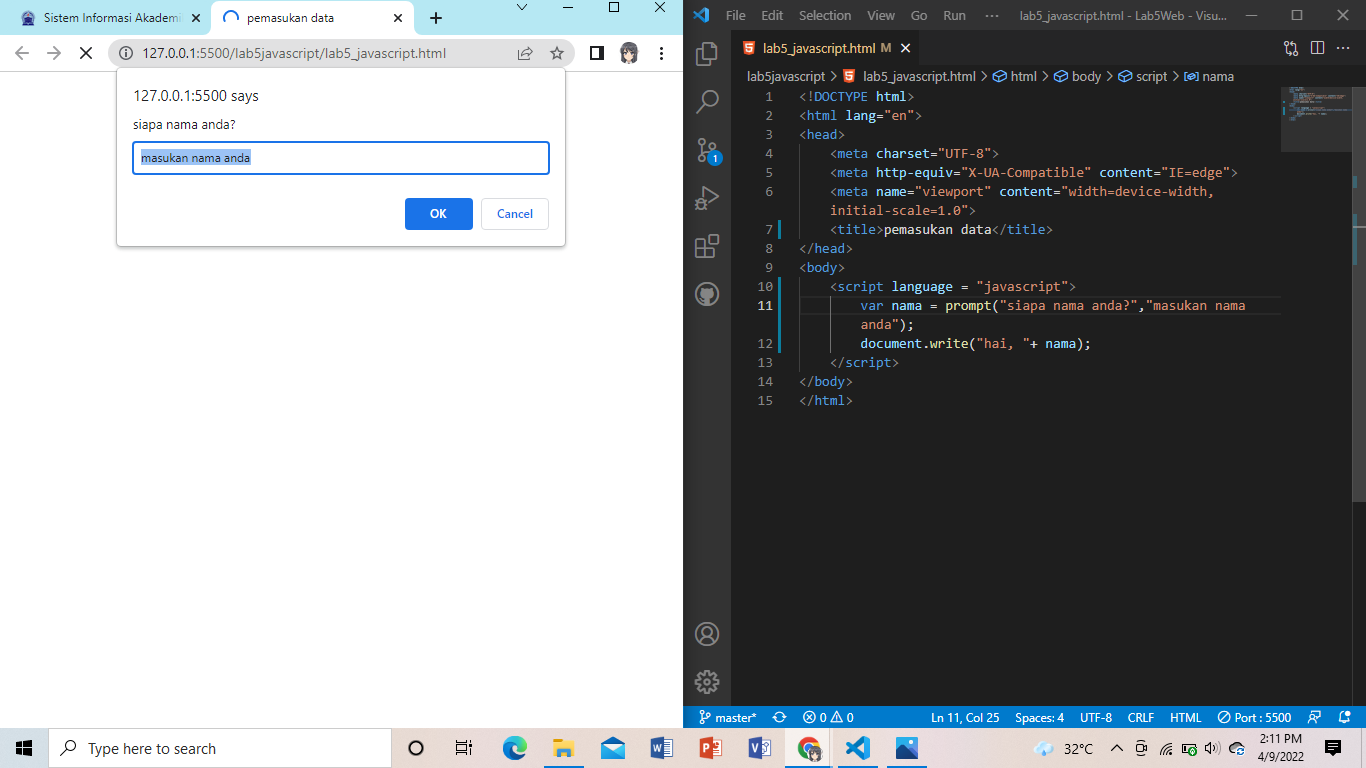 Sistem Informasi Akademi
pemasukan data
127.0.0.1:5500/lab5javascript/lab5_javascript.html
127.0.0.1:5500 says
siapa nama anda?
masukan nama anda
OK
Cancel
File Edit Selection View Go Run ··· lab5_javascript.html - Lab5Web - Visu...
lab5_javascript.html M
lab5javascript > lab5_javascript.html > html > body > script > nama
1 <!DOCTYPE html>
2 <html lang="en">
3 <head>
4 <meta charset="UTF-8">
5 <meta http-equiv="X-UA-Compatible" content="IE=edge">
6 <meta name="viewport" content="width=device-width,
initial-scale=1.0">
7 <title>pemasukan data</title>
8 </head>
9 <body>
10 <script language = "javascript">
11 var nama = prompt("siapa nama anda?","masukan nama
anda");
12 document.write("hai, "+ nama);
13 </script>
14 </body>
15 </html>
1
master* 0 0 Ln 11, Col 25 Spaces: 4 UTF-8 CRLF HTML Port : 5500
Type here to search
32°C
2:11 PM
4/9/2022